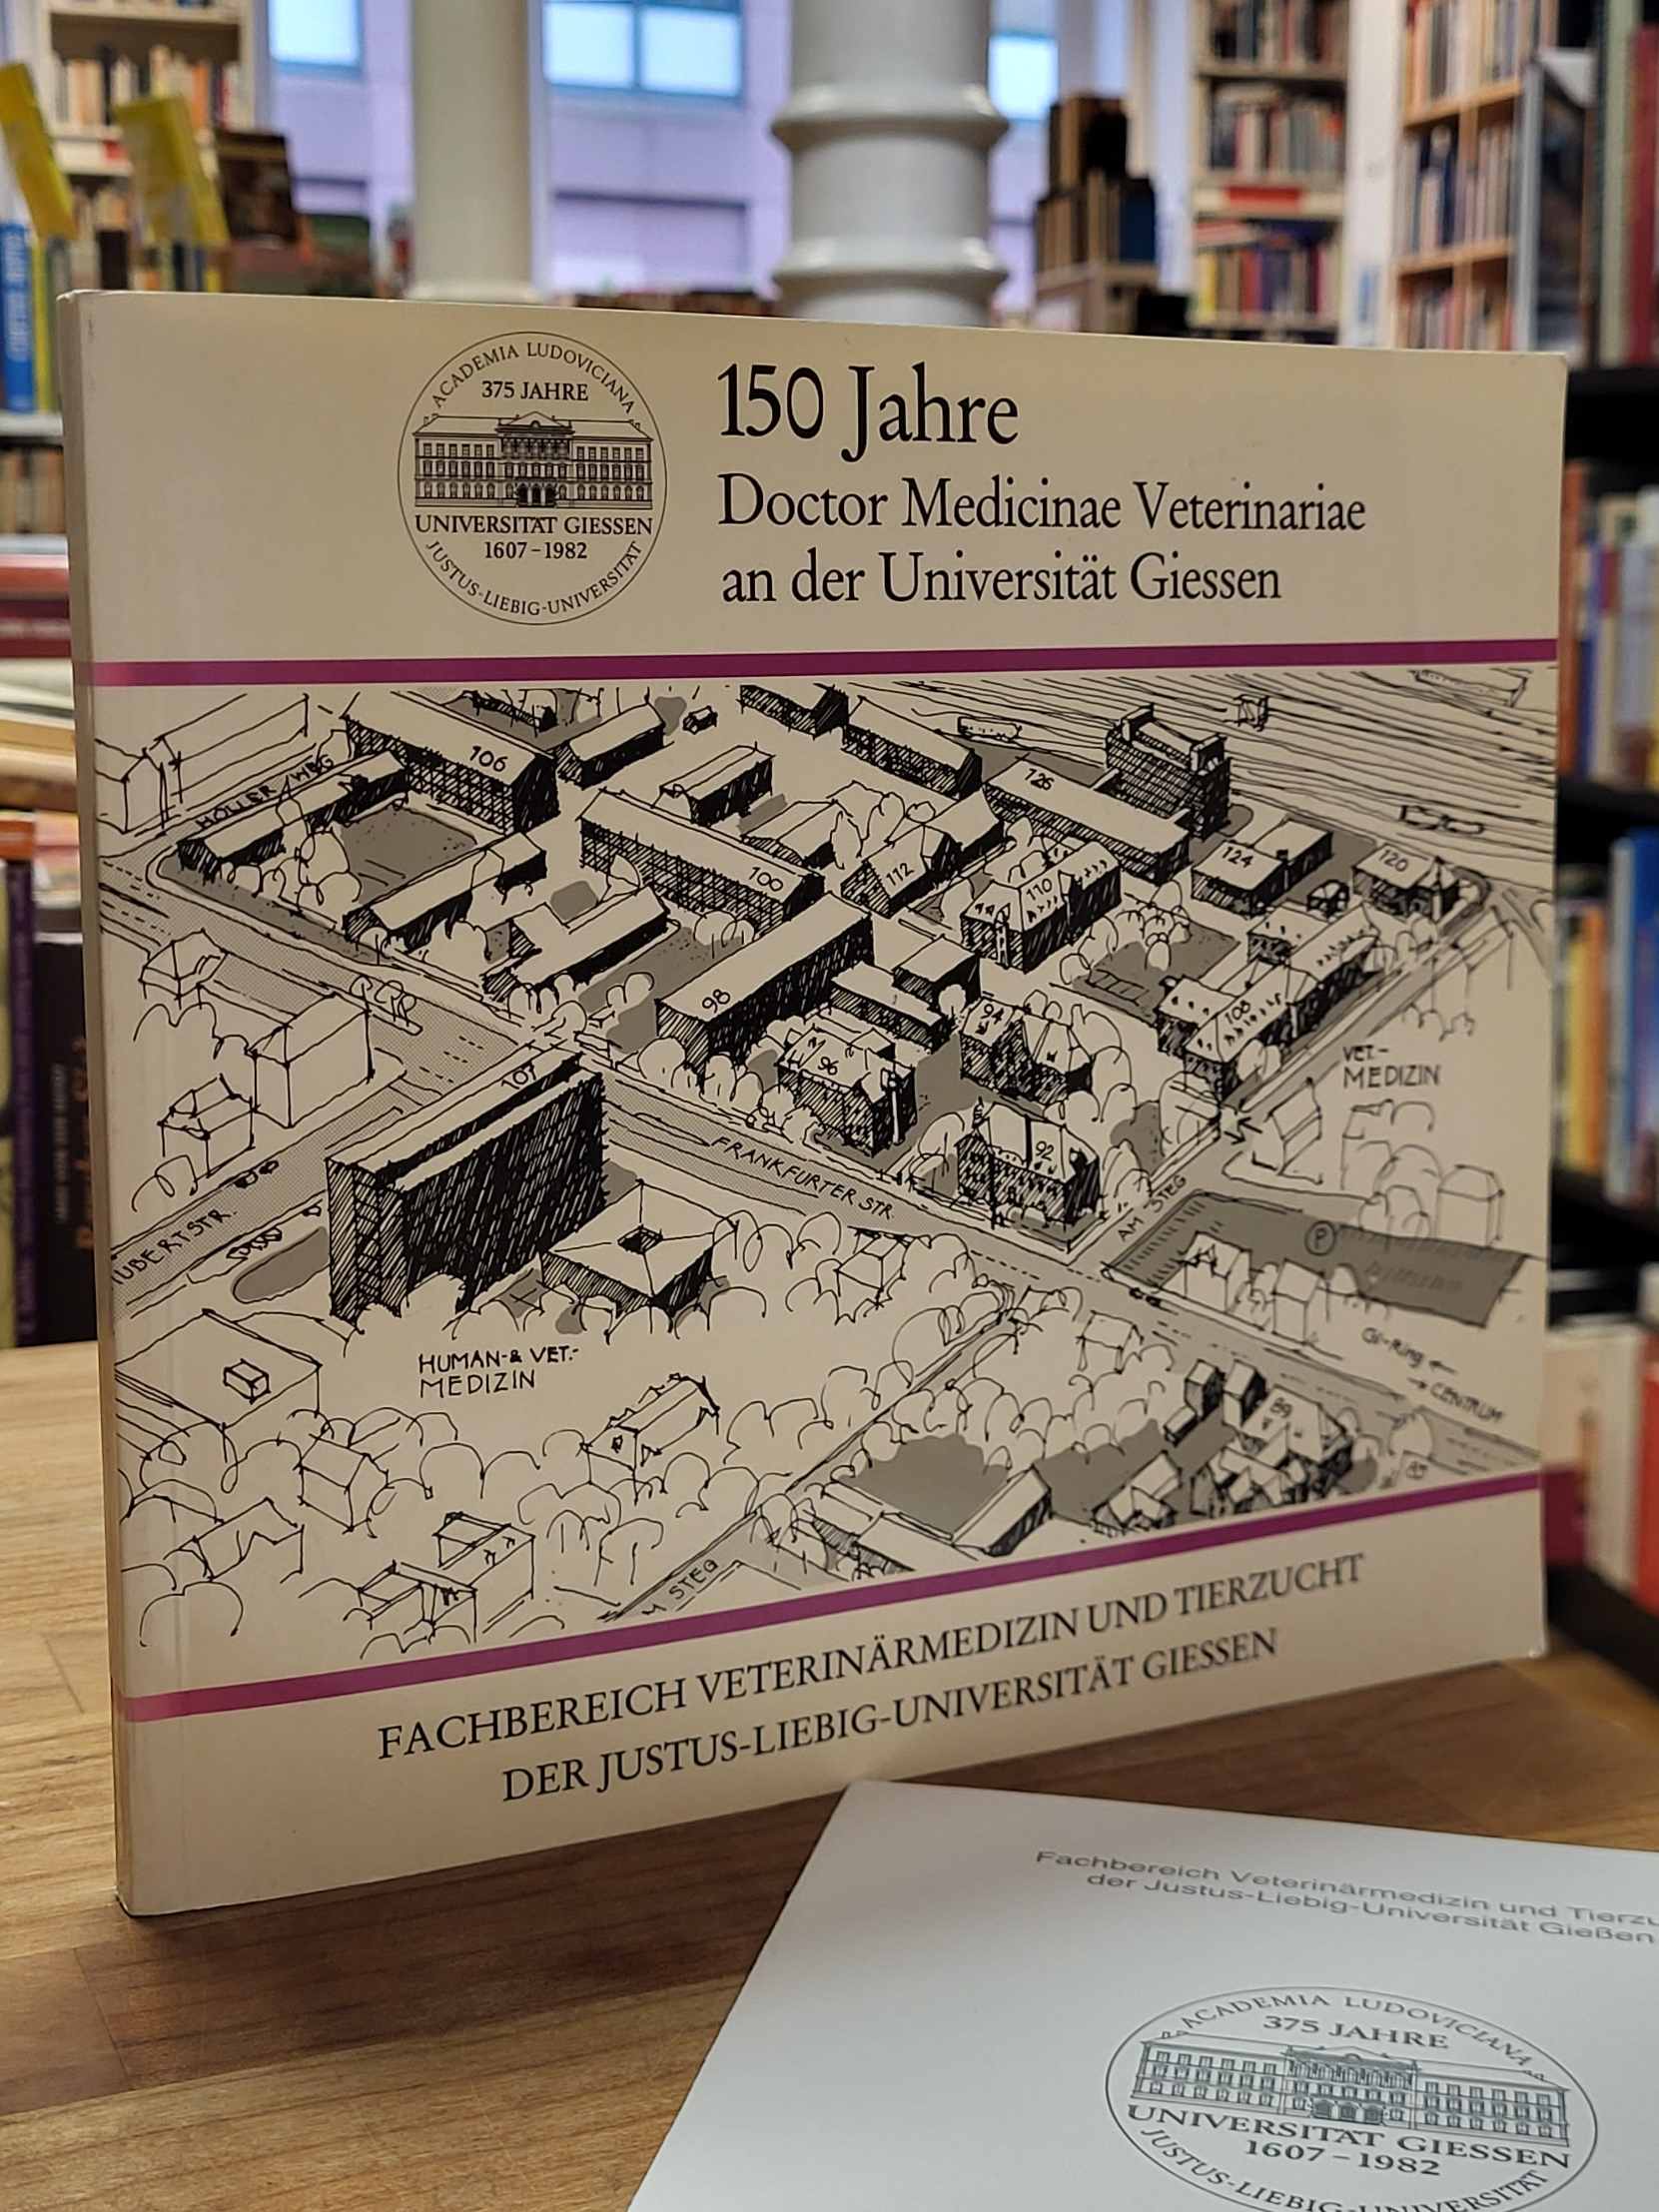 ACADEMIA LUDOVICIANA
375 JAHRE
UNIVERSITÄT GIESSEN
1607–1982
JUSTUS-LIEBIG-UNIVERSITÄT
150 Jahre
Doctor Medicinae Veterinariae
an der Universität Giessen
106
126
124
120
100
112
110
98
94
108
96
92
107
VET.-
MEDIZIN
FRANKFURTER STR.
AM STEG
P
UBERTSTR.
HUMAN- & VET.-
MEDIZIN
GI-Ring ←
→ CENTRUM
89
M STEG
FACHBEREICH VETERINÄRMEDIZIN UND TIERZUCHT
DER JUSTUS-LIEBIG-UNIVERSITÄT GIESSEN
Fachbereich Veterinärmedizin und Tierzu
der Justus-Liebig-Universität Gießen
ACADEMIA LUDOVICIANA
375 JAHRE
UNIVERSITÄT GIESSEN
1607–1982
JUSTUS-LIEBIG-UNIVERSITÄT